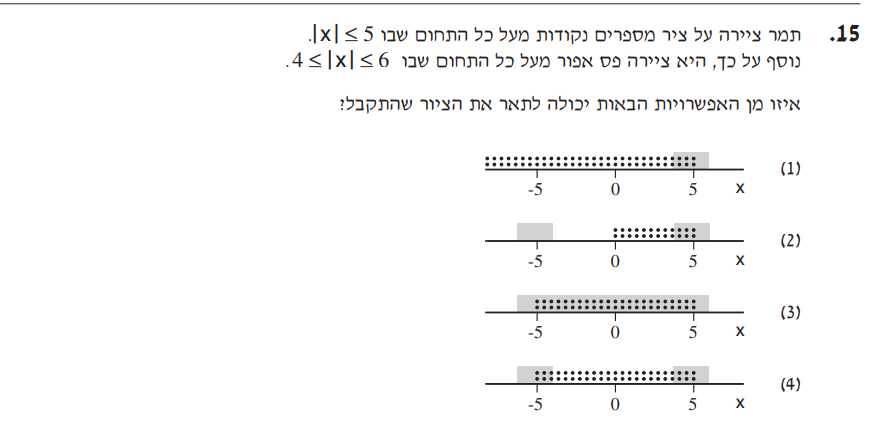 15. תמר ציירה על ציר מספרים נקודות מעל כל התחום שבו |x| ≤ 5.
נוסף על כך, היא ציירה פס אפור מעל כל התחום שבו 4 ≤ |x| ≤ 6.
איזו מן האפשרויות הבאות יכולה לתאר את הציור שהתקבל?
(1)
-5 0 5 x
(2)
-5 0 5 x
(3)
-5 0 5 x
(4)
-5 0 5 x